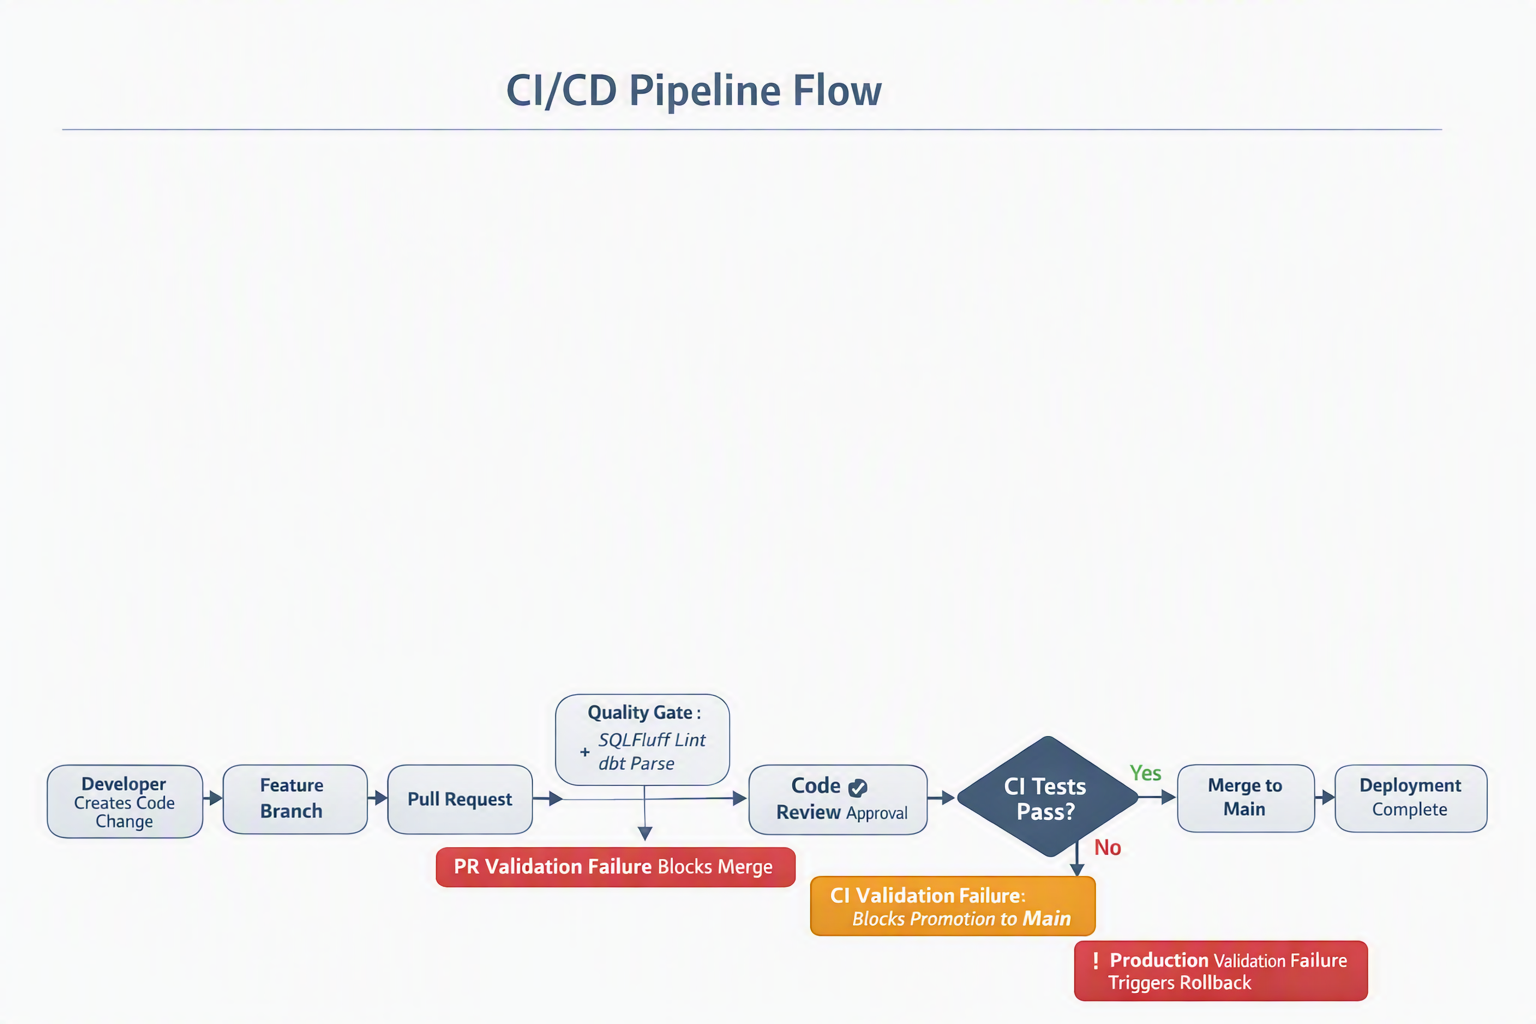 CI/CD Pipeline Flow
Developer
Creates Code
Change
Feature
Branch
Pull Request
Quality Gate :
+ SQLFluff Lint
dbt Parse
PR Validation Failure Blocks Merge
Code
Review Approval
CI Tests
Pass?
Yes
No
CI Validation Failure:
Blocks Promotion to Main
Merge to
Main
Deployment
Complete
! Production Validation Failure
Triggers Rollback